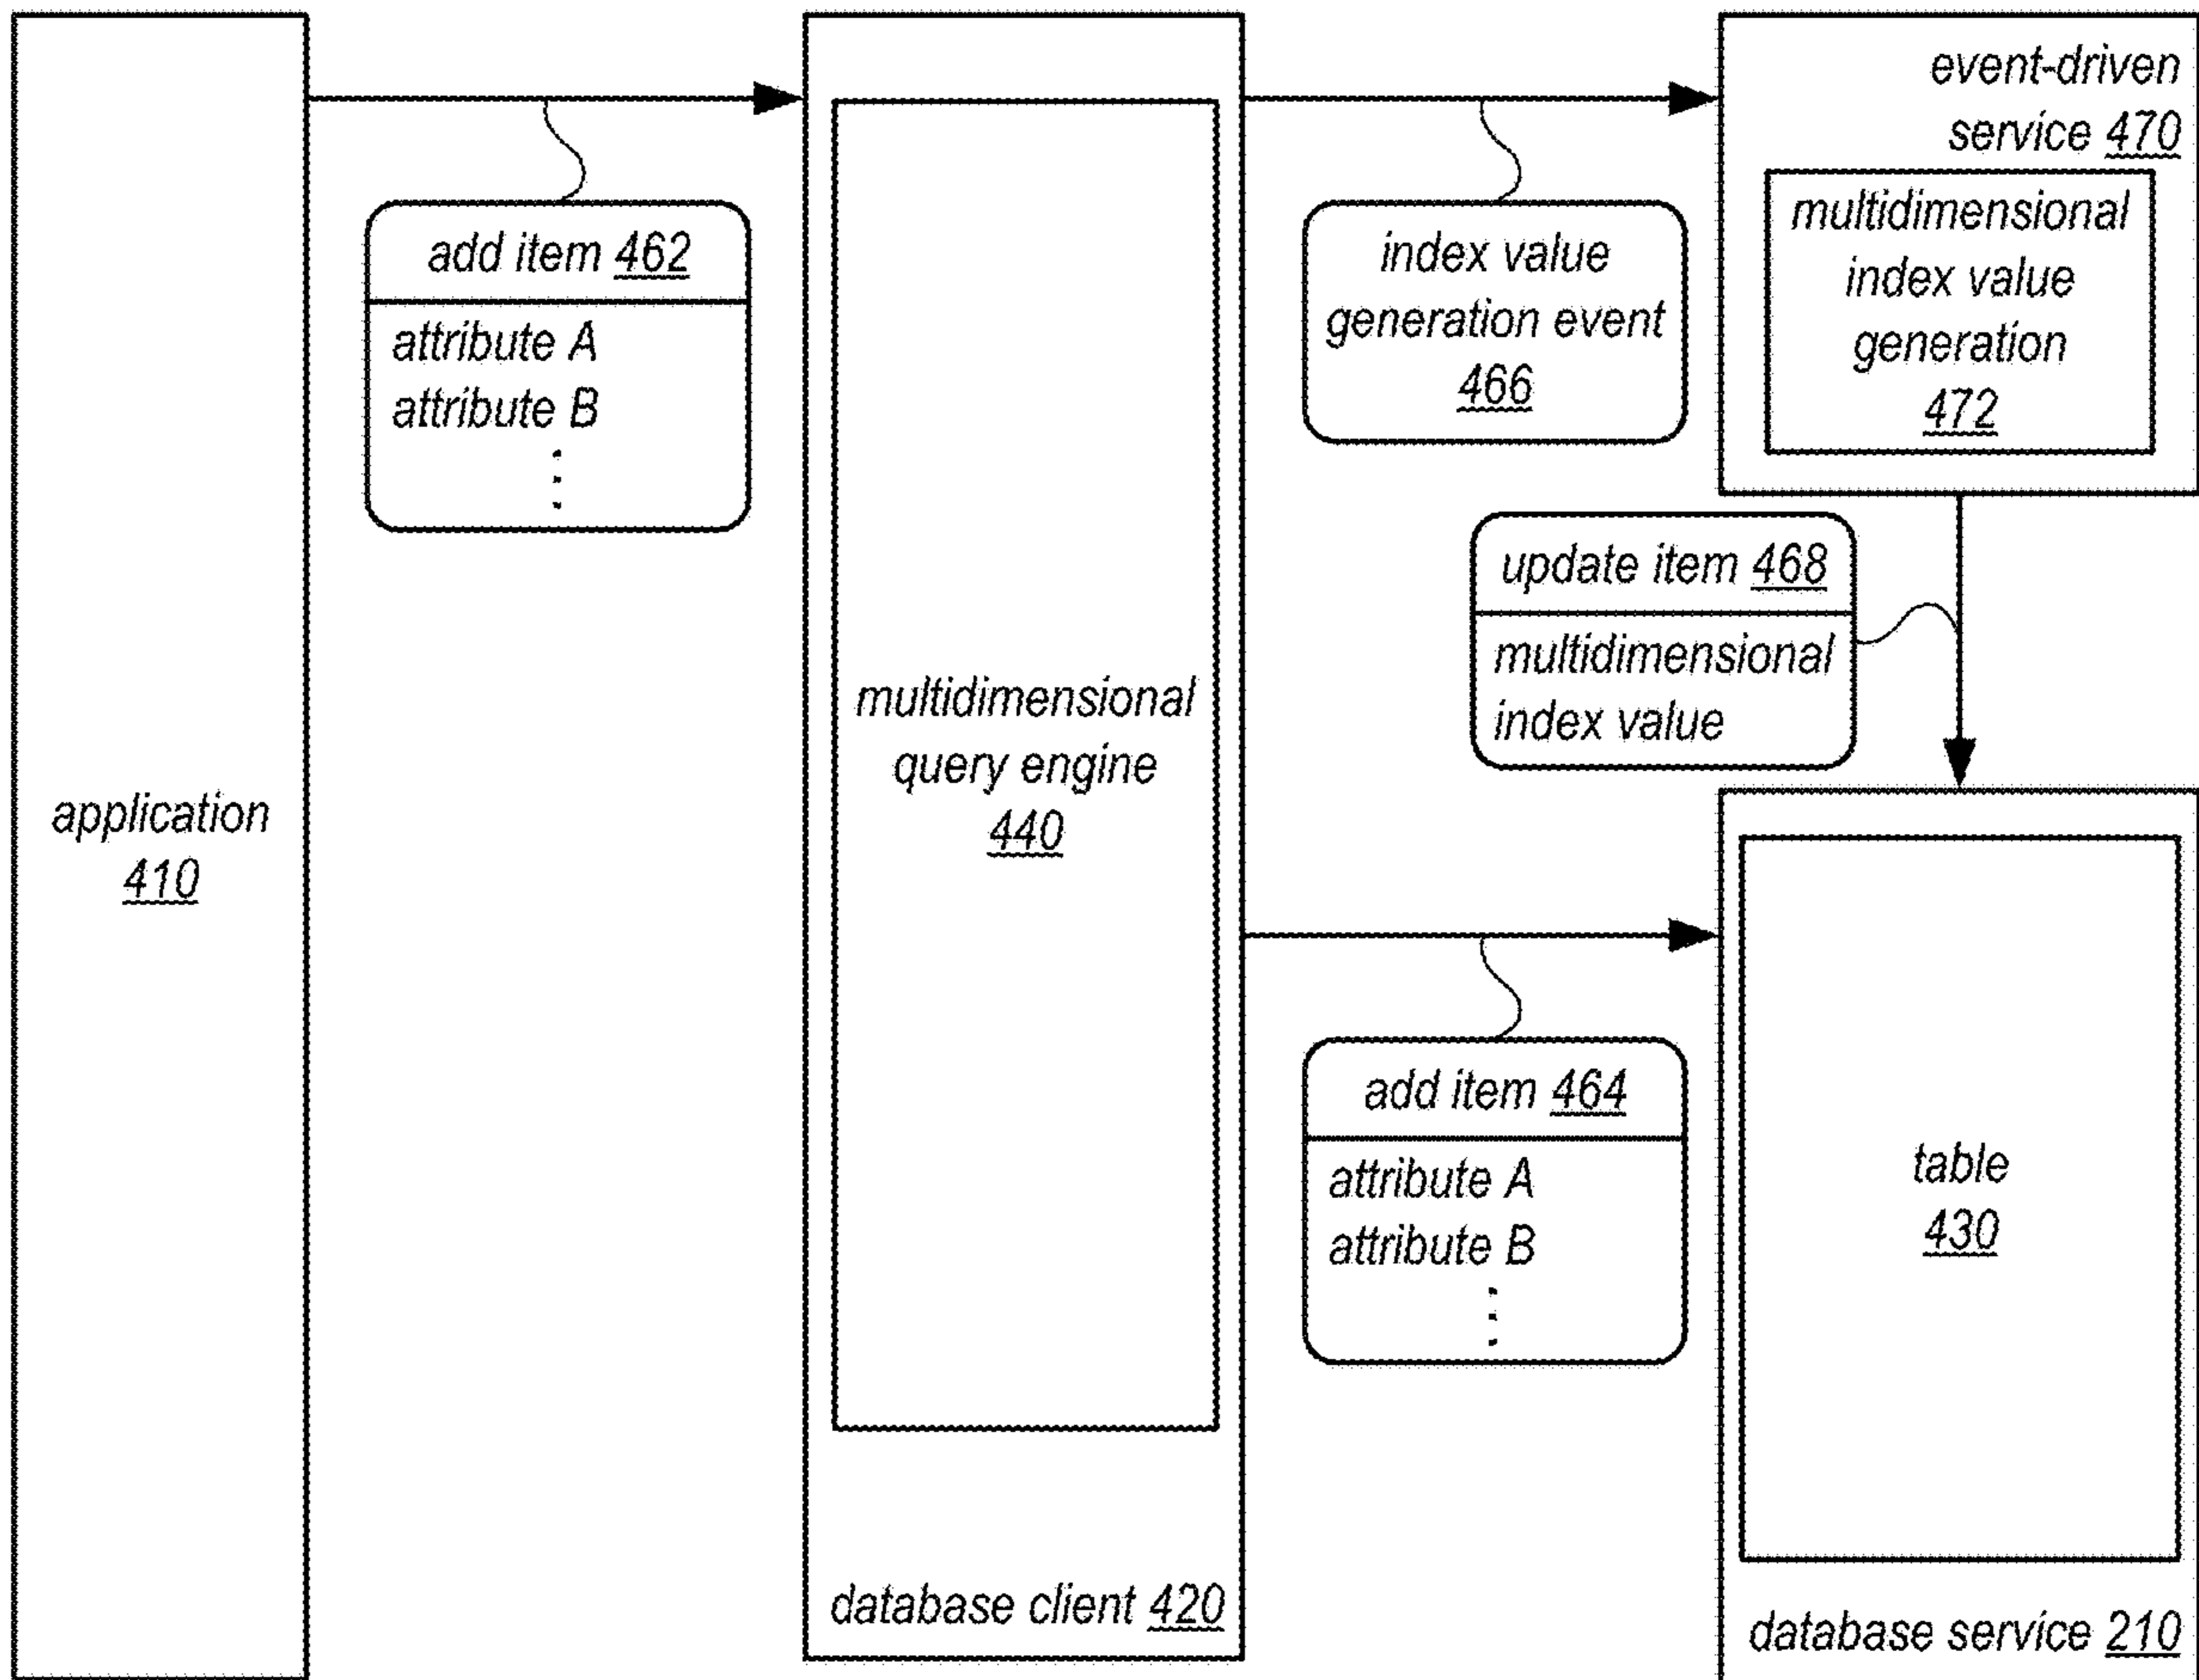 application
410
add item 462
attribute A
attribute B
multidimensional
query engine
440
database client 420
index value
generation event
466
event-driven
service 470
multidimensional
index value
generation
472
update item 468
multidimensional
index value
add item 464
attribute A
attribute B
table
430
database service 210